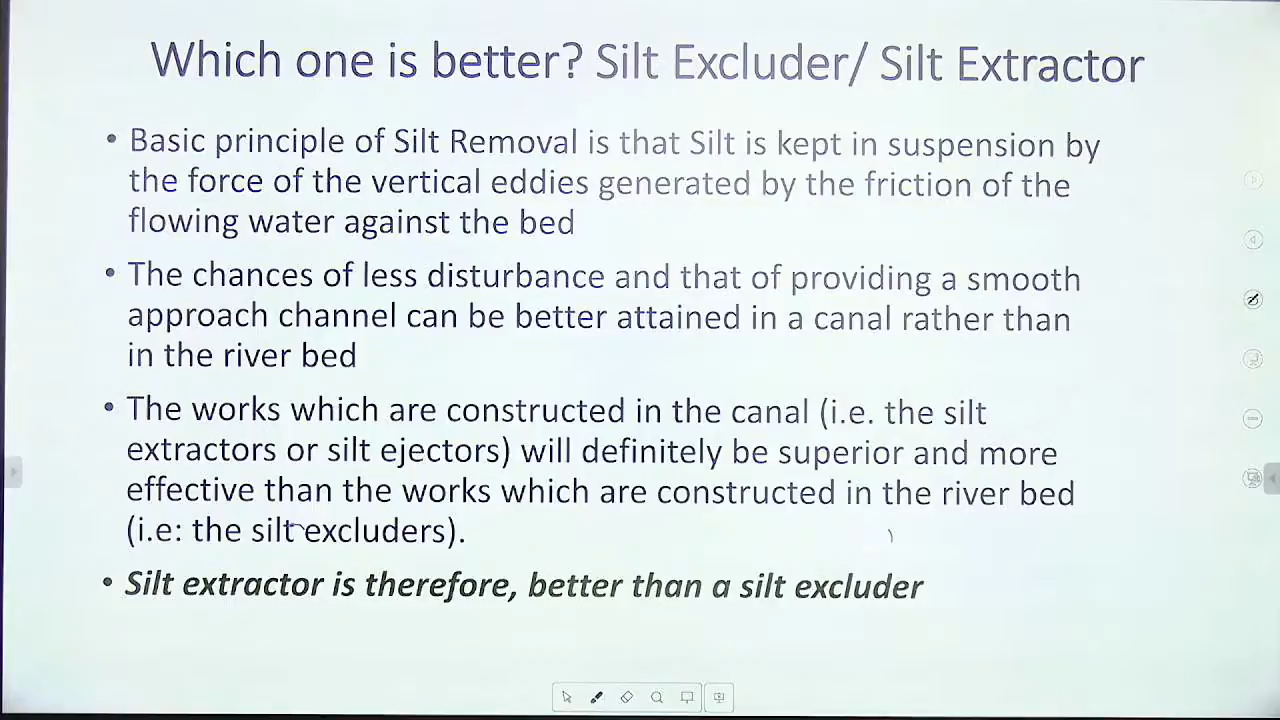 Which one is better? Silt Excluder/ Silt Extractor
• Basic principle of Silt Removal is that Silt is kept in suspension by
the force of the vertical eddies generated by the friction of the
flowing water against the bed
• The chances of less disturbance and that of providing a smooth
approach channel can be better attained in a canal rather than
in the river bed
• The works which are constructed in the canal (i.e. the silt
extractors or silt ejectors) will definitely be superior and more
effective than the works which are constructed in the river bed
(i.e: the silt excluders).
• Silt extractor is therefore, better than a silt excluder